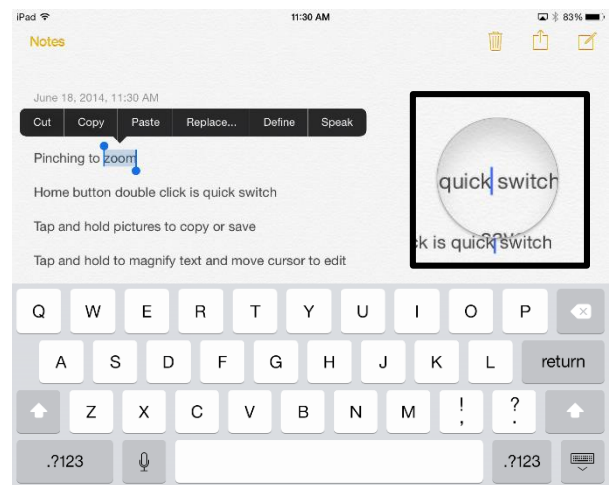 iPad 11:30 AM 83%
Notes
June 18, 2014, 11:30 AM
Cut Copy Paste Replace... Define Speak
Pinching to zoom
Home button double click is quick switch
Tap and hold pictures to copy or save
Tap and hold to magnify text and move cursor to edit
quick switch
ck is quick switch
Q W E R T Y U I O P
A S D F G H J K L return
Z X C V B N M ! , ? .
.?123 .?123